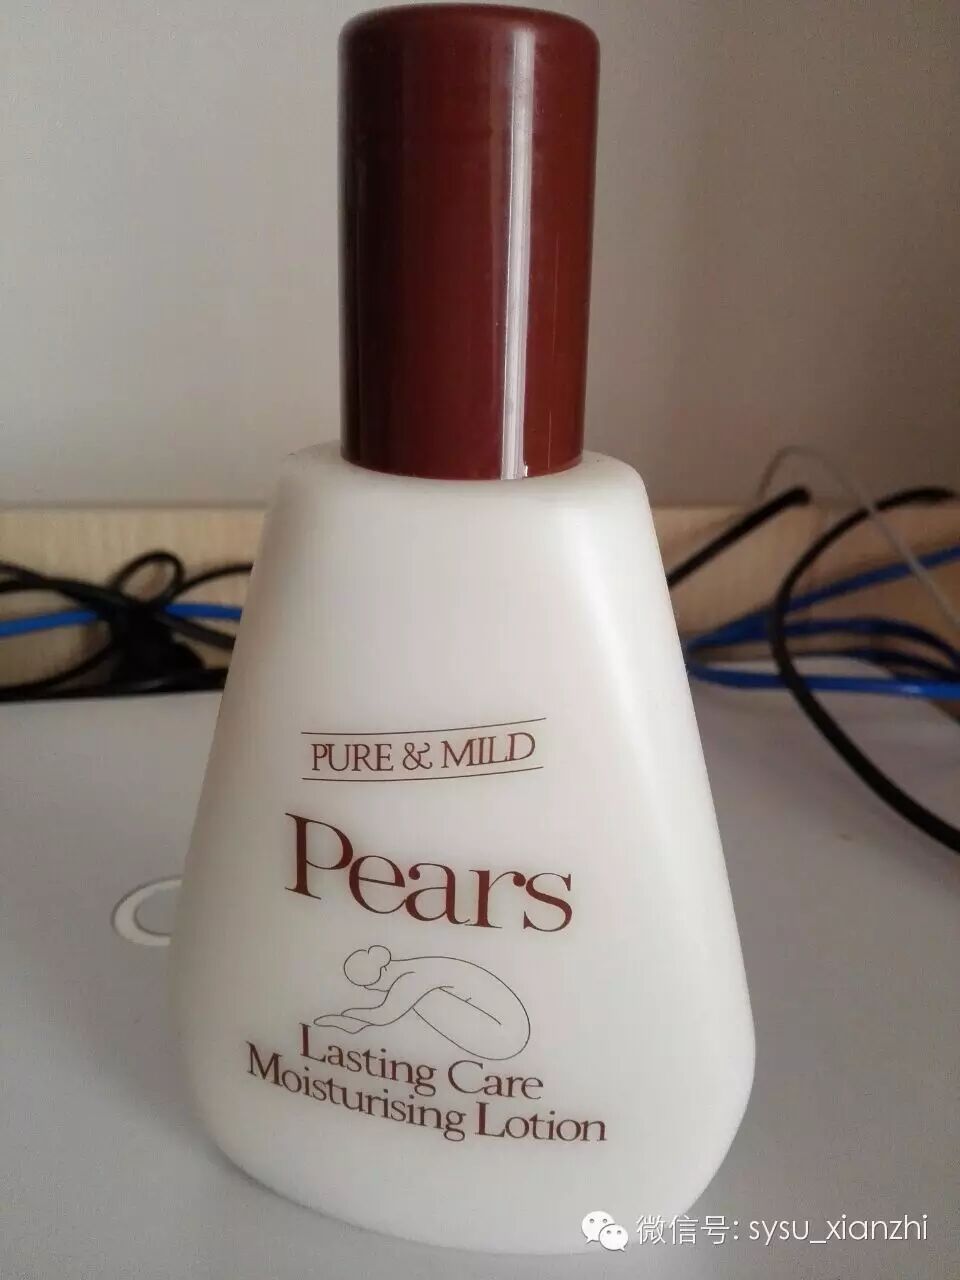 PURE & MILD
Pears
Lasting Care
Moisturising Lotion
微信号: sysu_xianzhi